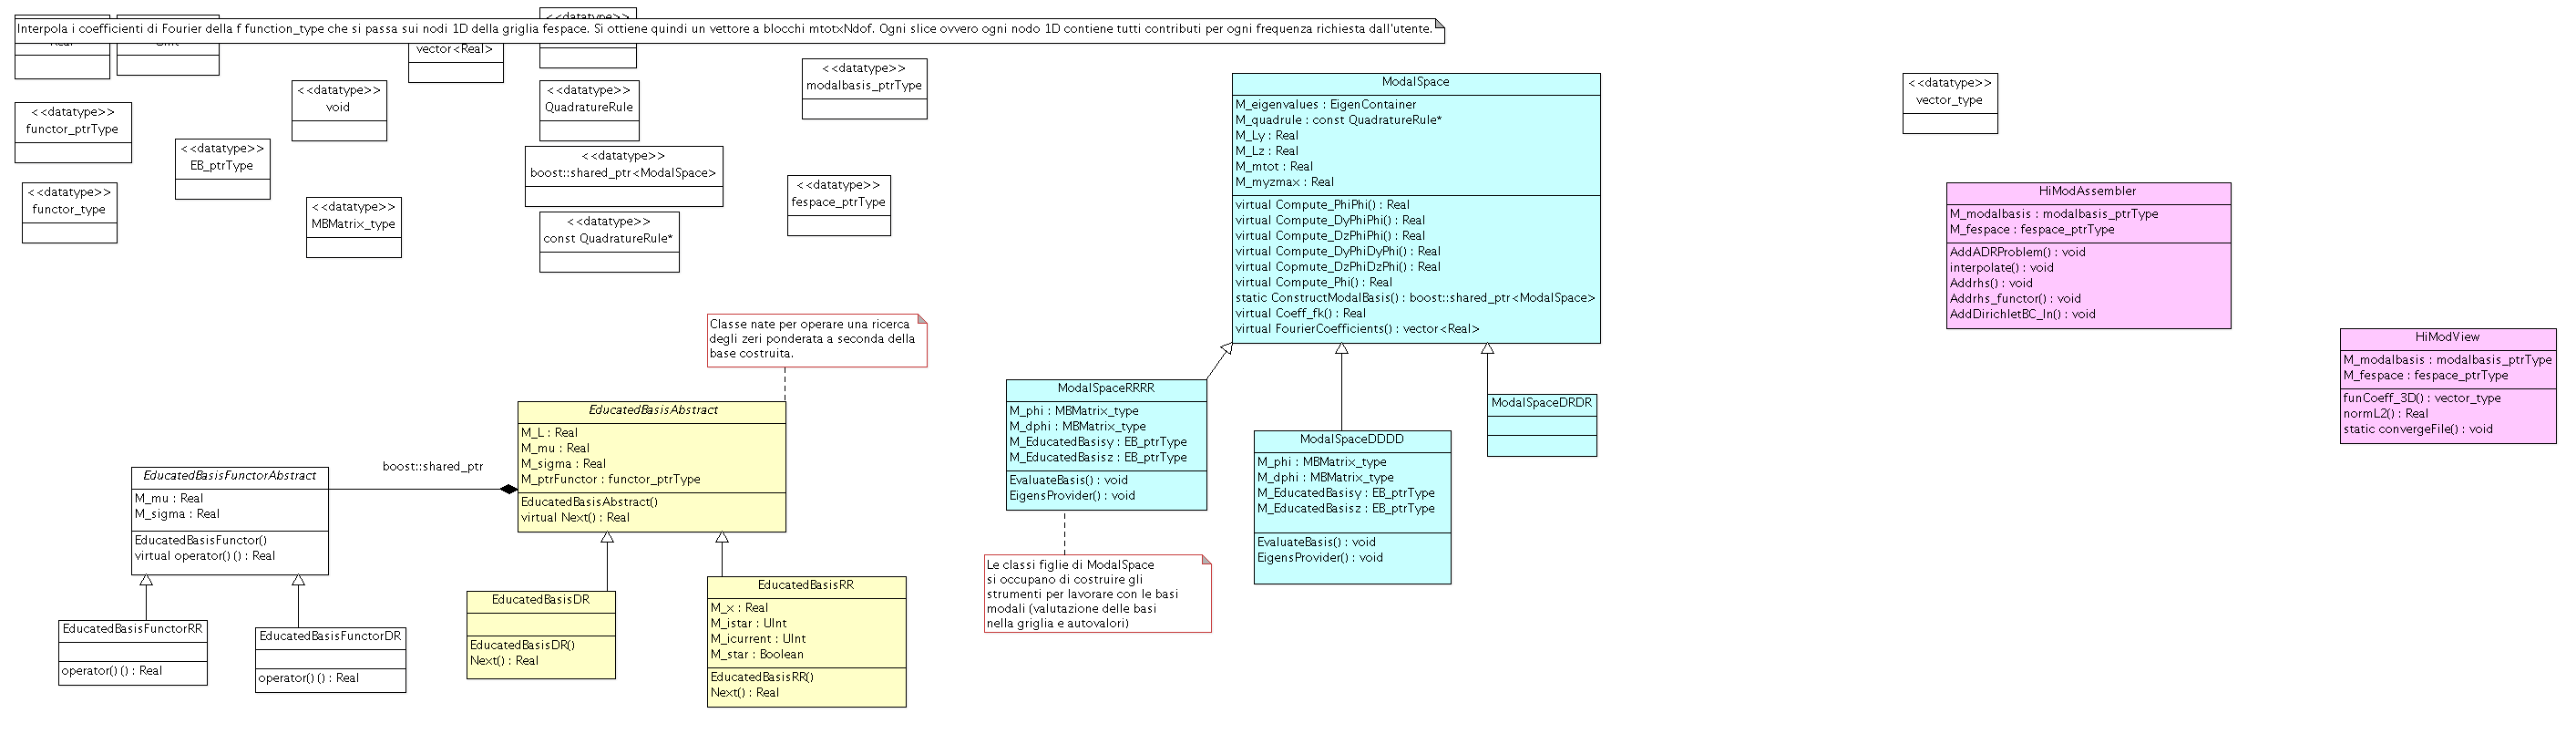 Interpola i coefficienti di Fourier della f function_type che si passa sui nodi 1D della griglia fespace. Si ottiene quindi un vettore a blocchi mtotxNdof. Ogni slice ovvero ogni nodo 1D contiene tutti contributi per ogni frequenza richiesta dall'utente.
<<datatype>>
Real
vector<Real>
<<datatype>>
functor_ptrType
<<datatype>>
functor_type
<<datatype>>
EB_ptrType
<<datatype>>
void
<<datatype>>
MBMatrix_type
<<datatype>>
QuadratureRule
<<datatype>>
boost::shared_ptr<ModalSpace>
<<datatype>>
const QuadratureRule*
<<datatype>>
modalbasis_ptrType
<<datatype>>
fespace_ptrType
ModalSpace
M_eigenvalues : EigenContainer
M_quadrule : const QuadratureRule*
M_Ly : Real
M_Lz : Real
M_mtot : Real
M_myzmax : Real
virtual Compute_PhiPhi() : Real
virtual Compute_DyPhiPhi() : Real
virtual Compute_DzPhiPhi() : Real
virtual Compute_DyPhiDyPhi() : Real
virtual Copmute_DzPhiDzPhi() : Real
virtual Compute_Phi() : Real
static ConstructModalBasis() : boost::shared_ptr<ModalSpace>
virtual Coeff_fk() : Real
virtual FourierCoefficients() : vector<Real>
<<datatype>>
vector_type
HiModAssembler
M_modalbasis : modalbasis_ptrType
M_fespace : fespace_ptrType
AddADRProblem() : void
interpolate() : void
Addrhs() : void
Addrhs_functor() : void
AddDirichletBC_In() : void
HiModView
M_modalbasis : modalbasis_ptrType
M_fespace : fespace_ptrType
funCoeff_3D() : vector_type
normL2() : Real
static convergeFile() : void
Classe nate per operare una ricerca
degli zeri ponderata a seconda della
base costruita.
EducatedBasisAbstract
M_L : Real
M_mu : Real
M_sigma : Real
M_ptrFunctor : functor_ptrType
EducatedBasisAbstract()
virtual Next() : Real
boost::shared_ptr
EducatedBasisFunctorAbstract
M_mu : Real
M_sigma : Real
EducatedBasisFunctor()
virtual operator()() : Real
EducatedBasisFunctorRR
operator()() : Real
EducatedBasisFunctorDR
operator()() : Real
EducatedBasisDR
EducatedBasisDR()
Next() : Real
EducatedBasisRR
M_x : Real
M_istar : UInt
M_icurrent : UInt
M_star : Boolean
EducatedBasisRR()
Next() : Real
ModalSpaceRRRR
M_phi : MBMatrix_type
M_dphi : MBMatrix_type
M_EducatedBasisy : EB_ptrType
M_EducatedBasisz : EB_ptrType
EvaluateBasis() : void
EigensProvider() : void
ModalSpaceDDDD
M_phi : MBMatrix_type
M_dphi : MBMatrix_type
M_EducatedBasisy : EB_ptrType
M_EducatedBasisz : EB_ptrType
EvaluateBasis() : void
EigensProvider() : void
ModalSpaceDRDR
Le classi figlie di ModalSpace
si occupano di costruire gli
strumenti per lavorare con le basi
modali (valutazione delle basi
nella griglia e autovalori)